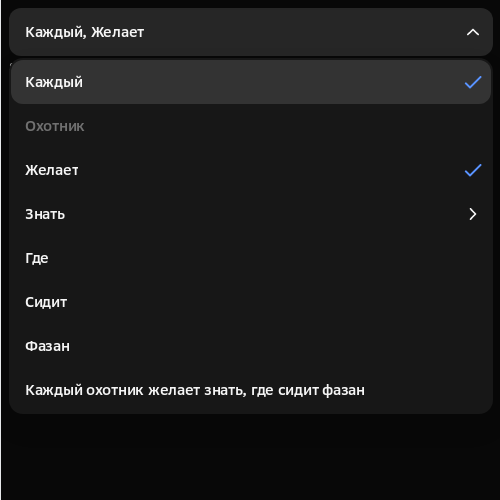 Каждый, Желает
Каждый
Охотник
Желает
Знать
Где
Сидит
Фазан
Каждый охотник желает знать, где сидит фазан